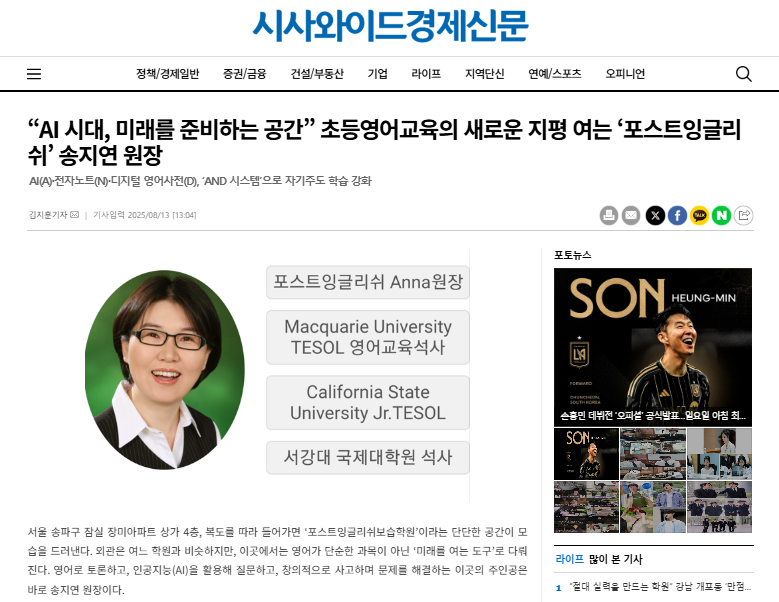 시사와이드경제신문
정책/경제일반 증권/금융 건설/부동산 기업 라이프 지역단신 연예/스포츠 오피니언
“AI 시대, 미래를 준비하는 공간” 초등영어교육의 새로운 지평 여는 ‘포스트잉글리
쉬’ 송지연 원장
AI(A)·전자노트(N)·디지털 영어사전(D), ‘AND 시스템’으로 자기주도 학습 강화
김지훈기자 | 기사입력 2025/08/13 [13:04]
X f TALK N
포스트잉글리쉬 Anna원장
Macquarie University
TESOL 영어교육석사
California State
University Jr.TESOL
서강대 국제대학원 석사
서울 송파구 잠실 장미아파트 상가 4층, 복도를 따라 들어가면 ‘포스트잉글리쉬보습학원’이라는 단단한 공간이 모
습을 드러낸다. 외관은 여느 학원과 비슷하지만, 이곳에서는 영어가 단순한 과목이 아닌 ‘미래를 여는 도구’로 다뤄
진다. 영어로 토론하고, 인공지능(AI)을 활용해 질문하고, 창의적으로 사고하며 문제를 해결하는 이곳의 주인공은
바로 송지연 원장이다.
포토뉴스
SON HEUNG-MIN
FORWARD
CHUNCHEON,
SOUTH KOREA
손흥민 데뷔전 '오피셜' 공식발표...일요일 아침 최...
SON
라이프 많이 본 기사
1 “절대 실력을 만드는 학원” 강남 개포동 ‘만점...